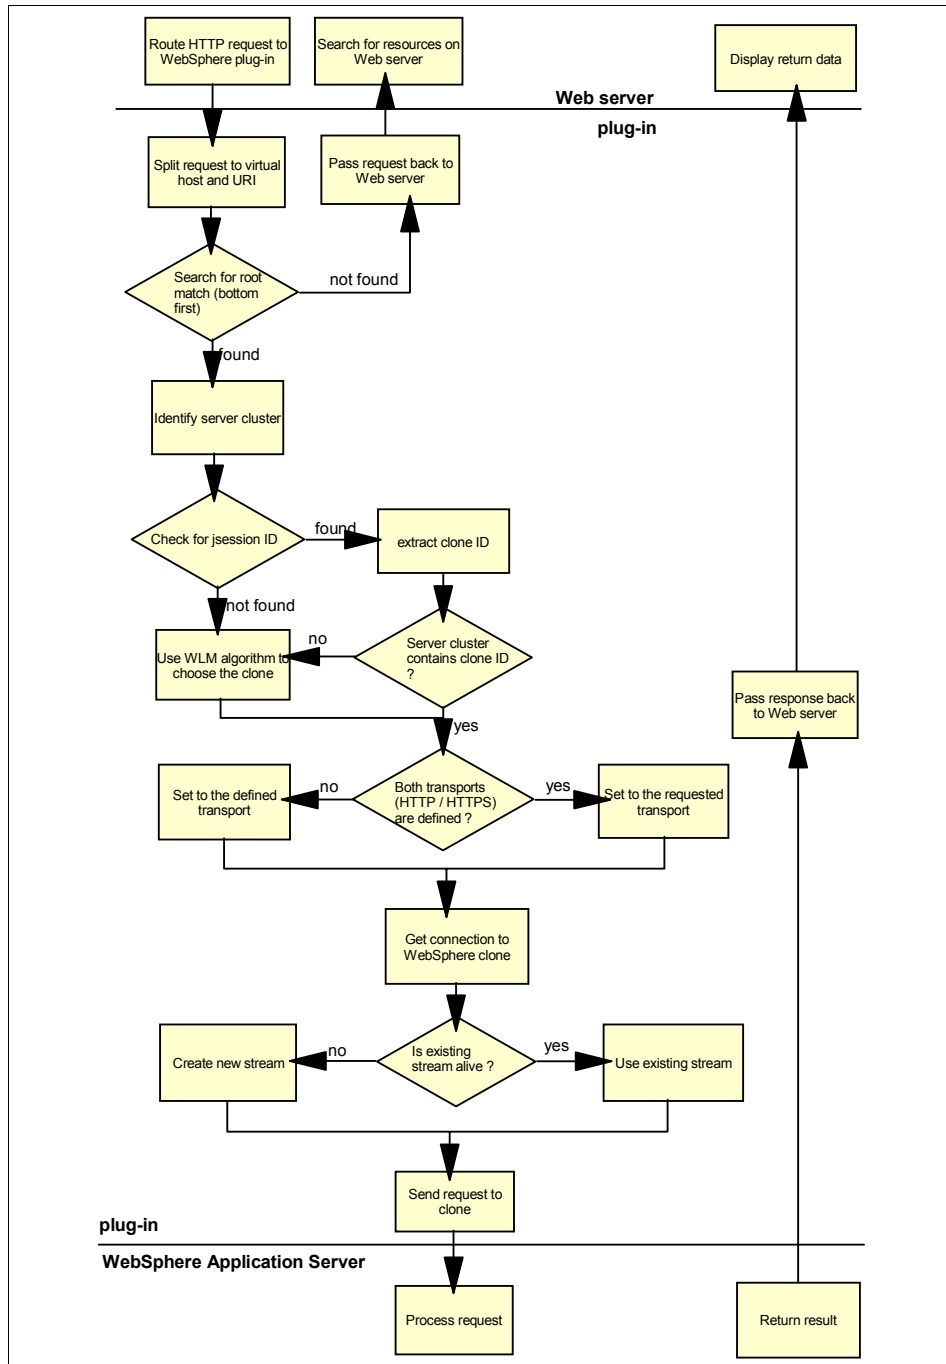 Route HTTP request to
WebSphere plug-in
Search for resources on
Web server
Display return data
Web server
plug-in
Split request to virtual
host and URI
Pass request back to
Web server
Search for root
match (bottom
first)
not found
found
Identify server cluster
Check for jsession ID
found
extract clone ID
not found
Use WLM algorithm to
choose the clone
no
Server cluster
contains clone ID
?
yes
Pass response back
to Web server
Set to the defined
transport
no
Both transports
(HTTP / HTTPS)
are defined ?
yes
Set to the requested
transport
Get connection to
WebSphere clone
Create new stream
no
Is existing
stream alive ?
yes
Use existing stream
Send request to
clone
plug-in
WebSphere Application Server
Process request
Return result